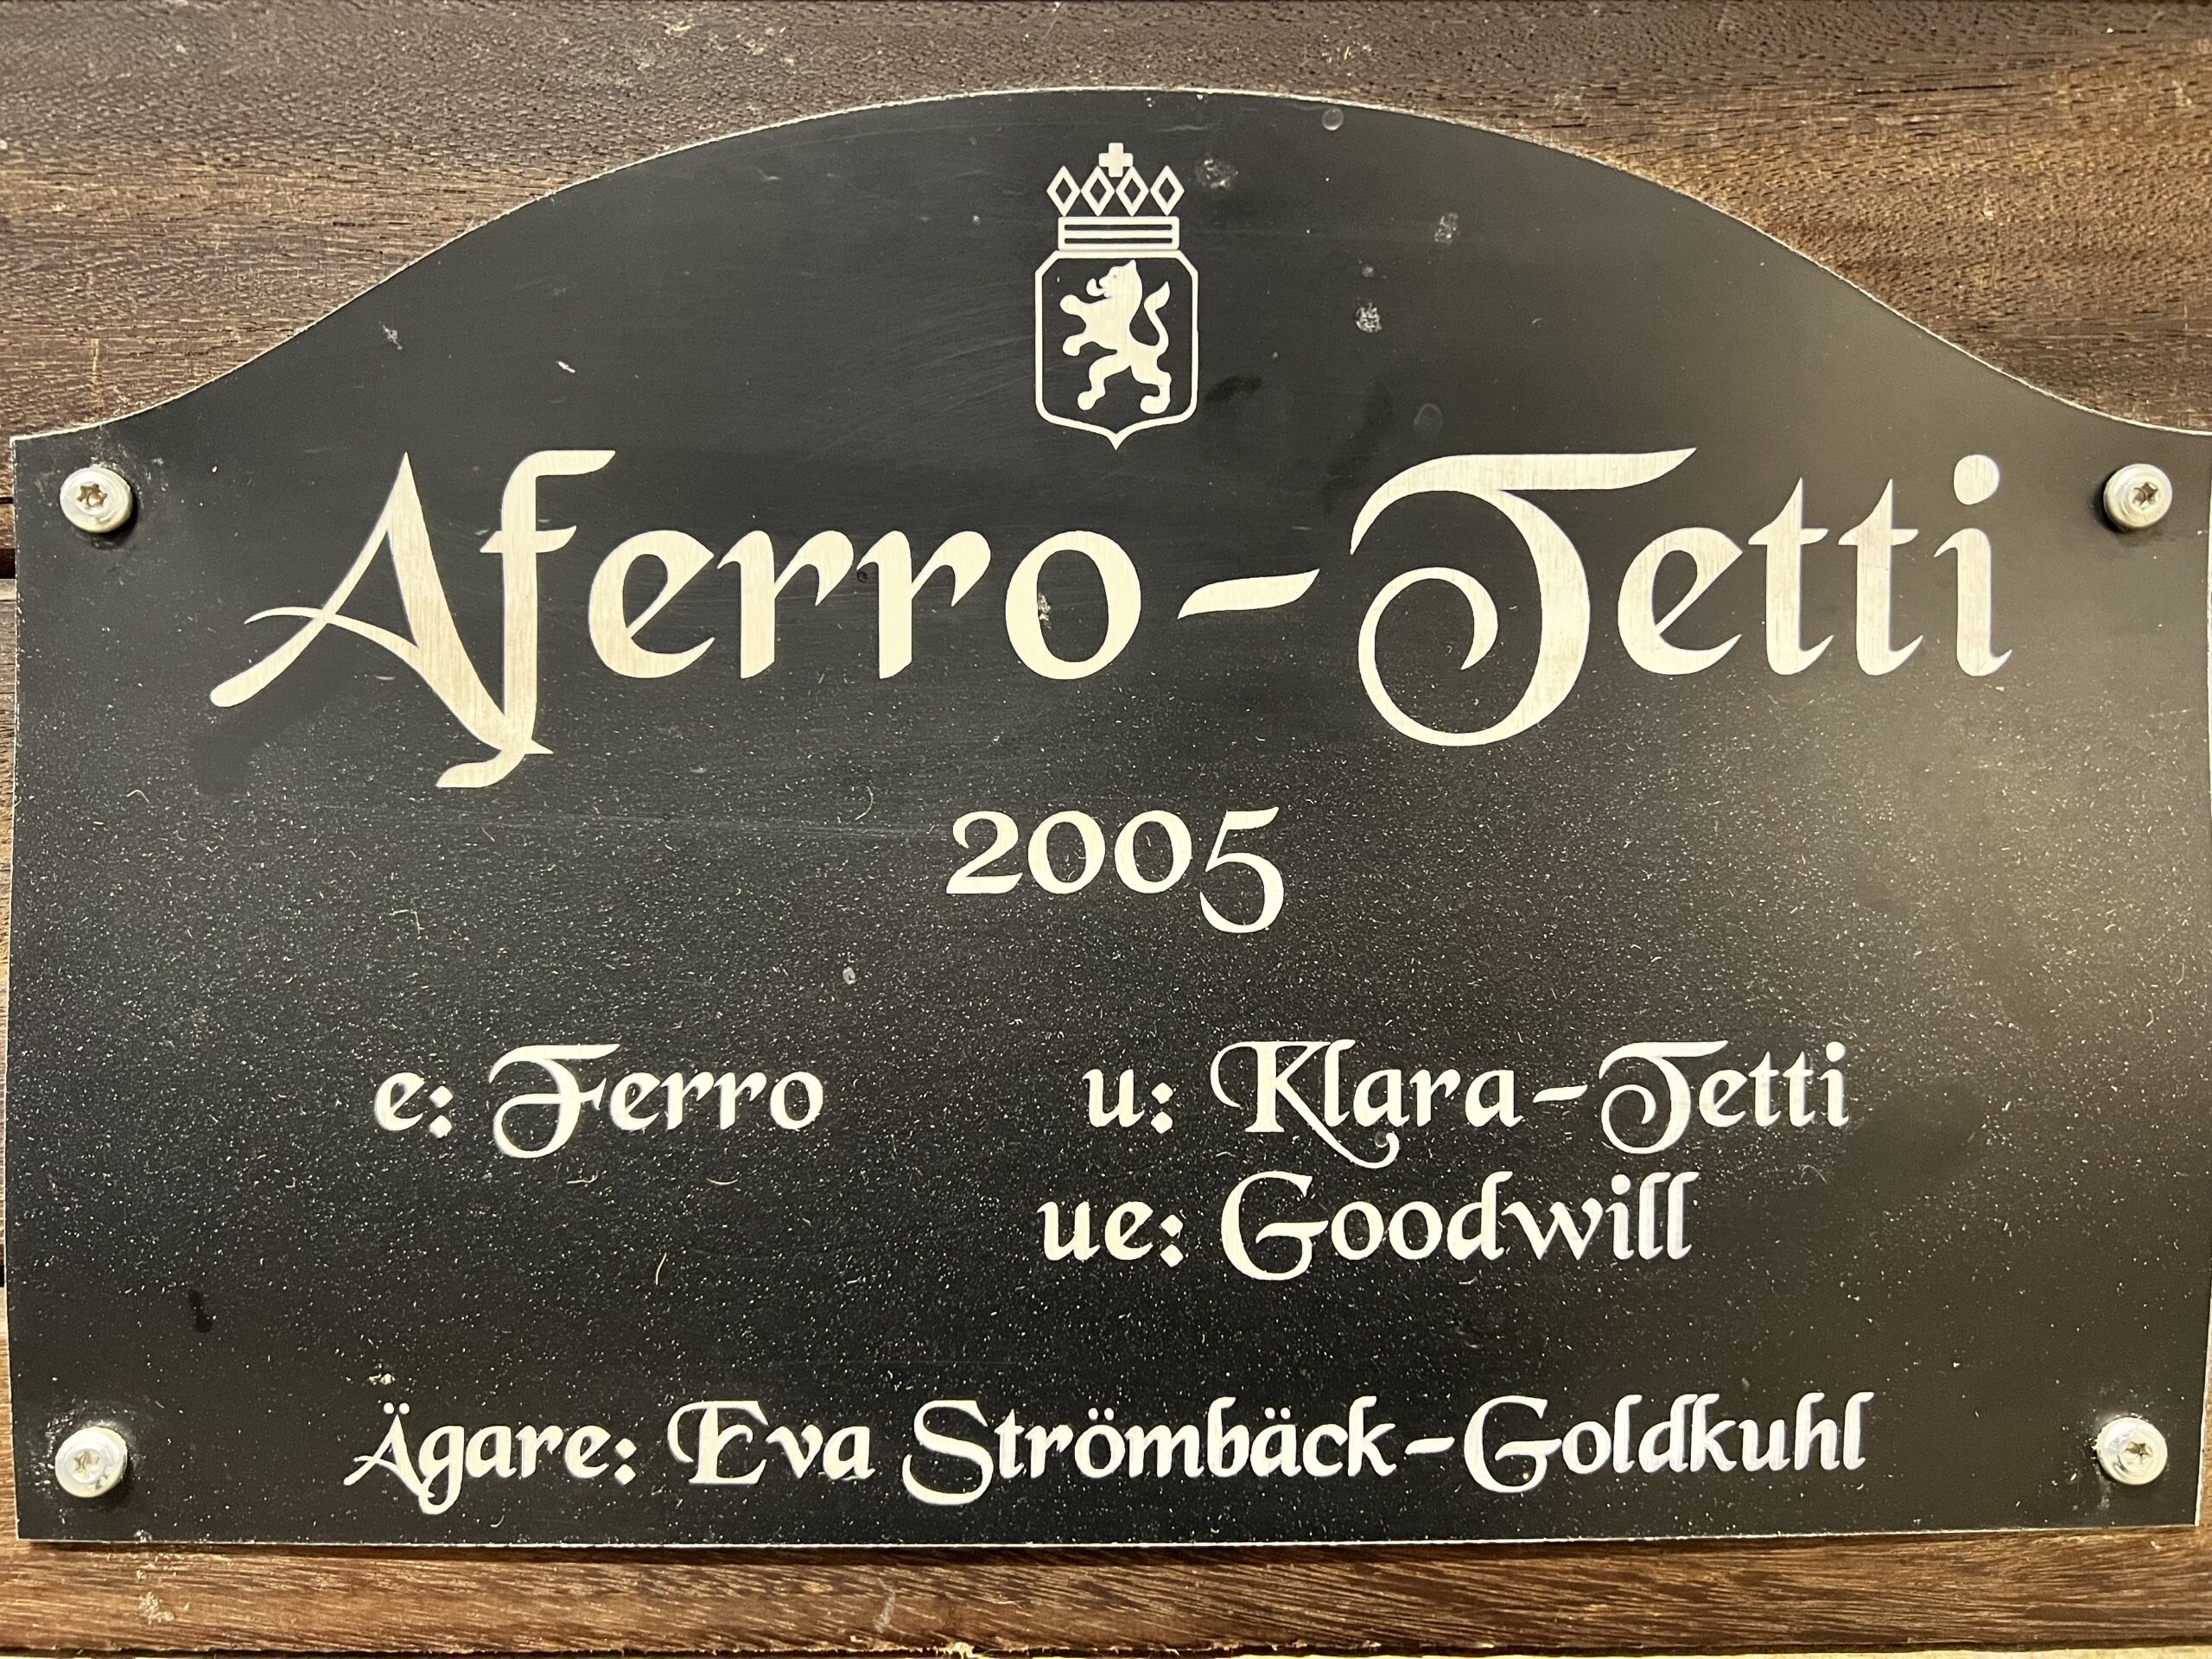 Aferro-Tetti
2005
e: Ferro
u: Klara-Tetti
ue: Goodwill
Ägare: Eva Strömbäck-Goldkuhl